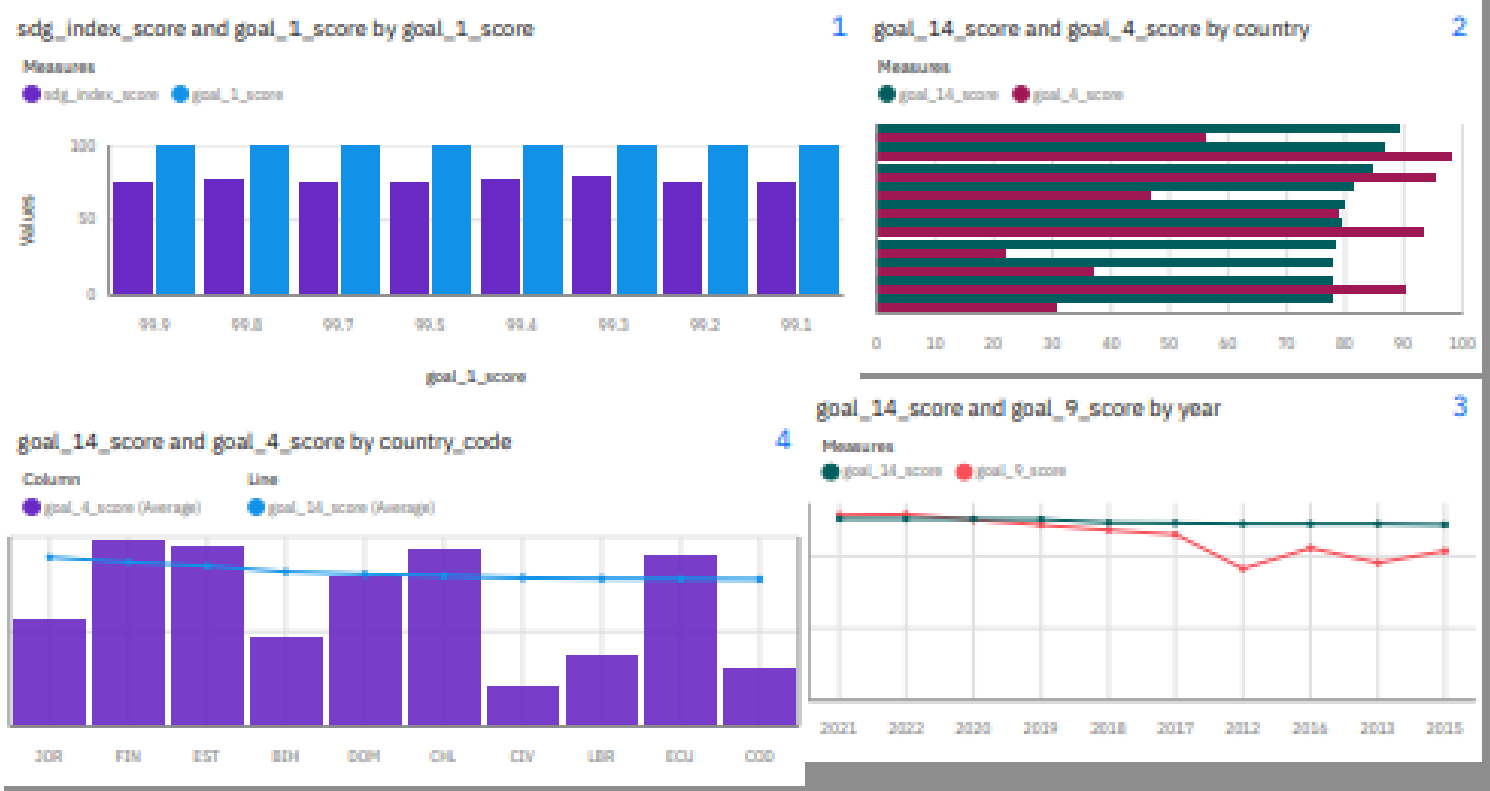 sdg_index_score and goal_1_score by goal_1_score
1
Measures
sdg_index_score goal_1_score
Values
100
50
0
99.9 99.8 99.7 99.5 99.4 99.3 99.2 99.1
goal_1_score
goal_14_score and goal_4_score by country
2
Measures
goal_14_score goal_4_score
0 10 20 30 40 50 60 70 80 90 100
goal_14_score and goal_9_score by year
3
Measures
goal_14_score goal_9_score
2021 2022 2020 2019 2018 2017 2012 2016 2013 2015
goal_14_score and goal_4_score by country_code
4
Column Line
goal_4_score (Average) goal_14_score (Average)
JOR FIN EST BIH DOM CHL CIV LBR ECU COD